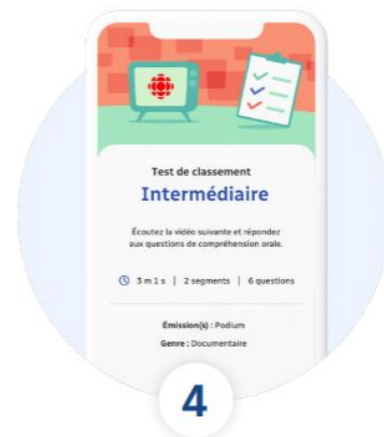 Test de classement
Intermédiaire
Écoutez la vidéo suivante et répondez
aux questions de compréhension orale.
3 m 1 s | 2 segments | 6 questions
Émission(s) : Podium
Genre : Documentaire
4